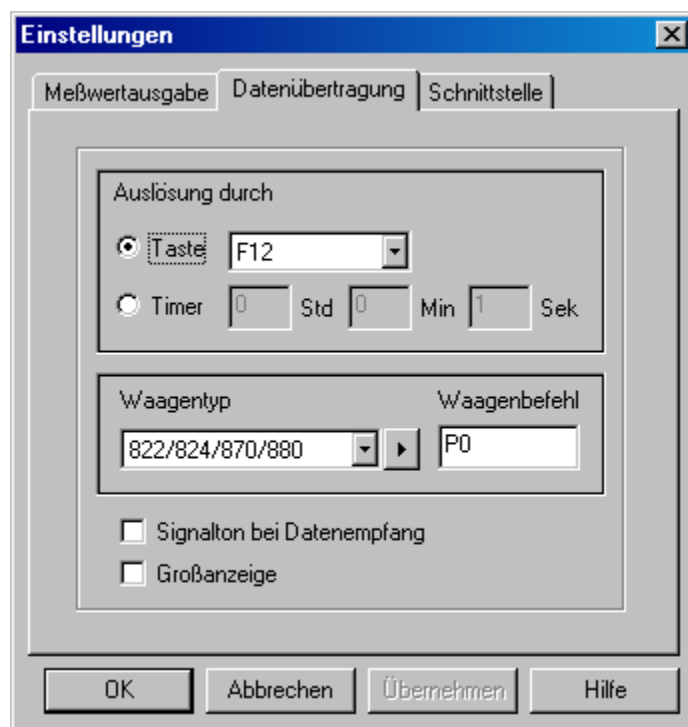 Einstellungen
Meßwertausgabe Datenübertragung Schnittstelle
Auslösung durch
Taste F12
Timer 0 Std 0 Min 1 Sek
Waagentyp Waagenbefehl
822/824/870/880 P0
Signalton bei Datenempfang
Großanzeige
OK Abbrechen Übernehmen Hilfe